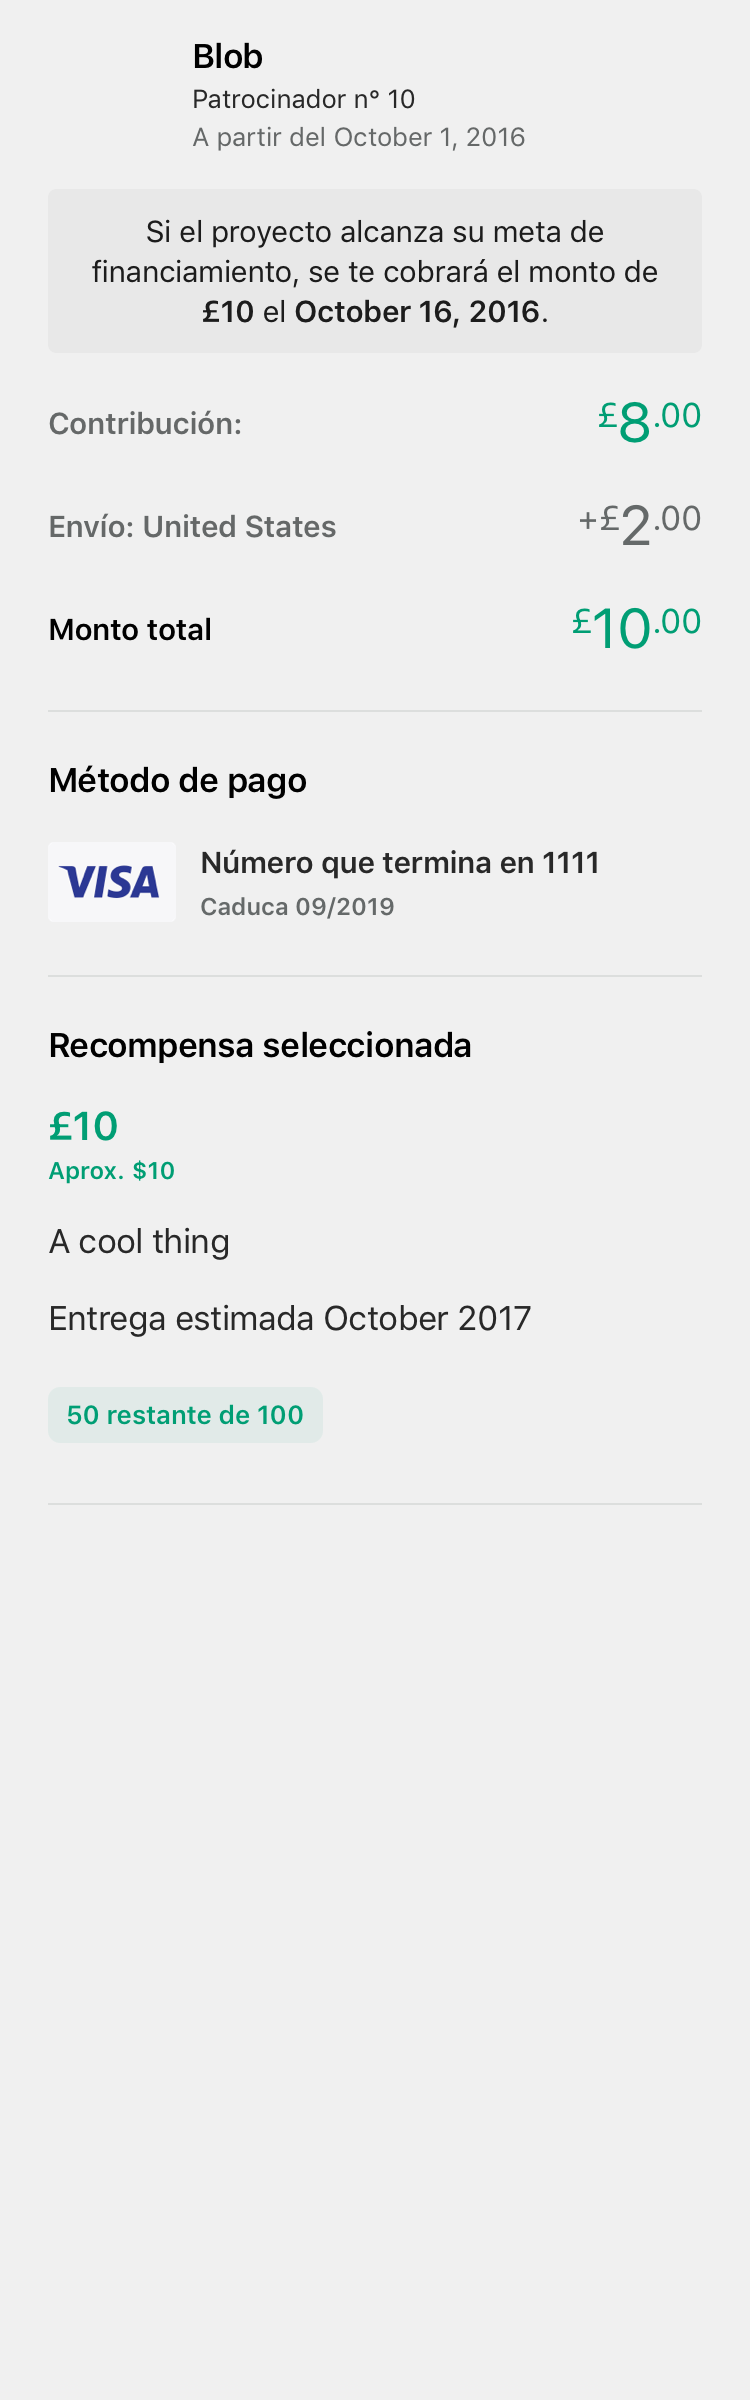 Blob
Patrocinador n° 10
A partir del October 1, 2016
Si el proyecto alcanza su meta de
financiamiento, se te cobrará el monto de
£10 el October 16, 2016.
Contribución: £8.00
Envío: United States +£2.00
Monto total £10.00
Método de pago
VISA
Número que termina en 1111
Caduca 09/2019
Recompensa seleccionada
£10
Aprox. $10
A cool thing
Entrega estimada October 2017
50 restante de 100